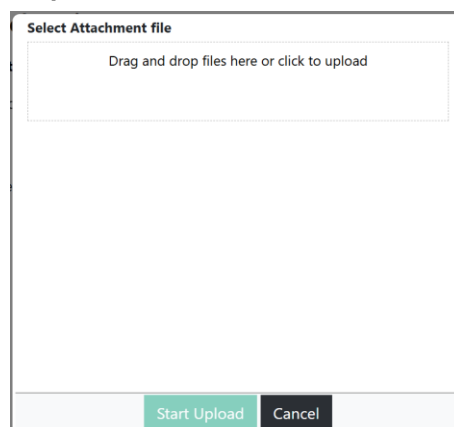 Select Attachment file
Drag and drop files here or click to upload
Start Upload Cancel